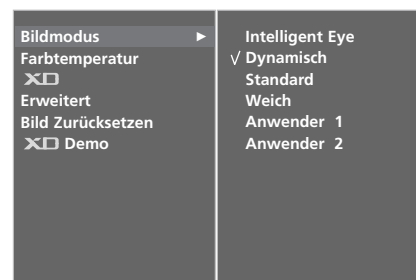 Bildmodus ►
Farbtemperatur
XD
Erweitert
Bild Zurücksetzen
XD Demo
Intelligent Eye
√ Dynamisch
Standard
Weich
Anwender 1
Anwender 2